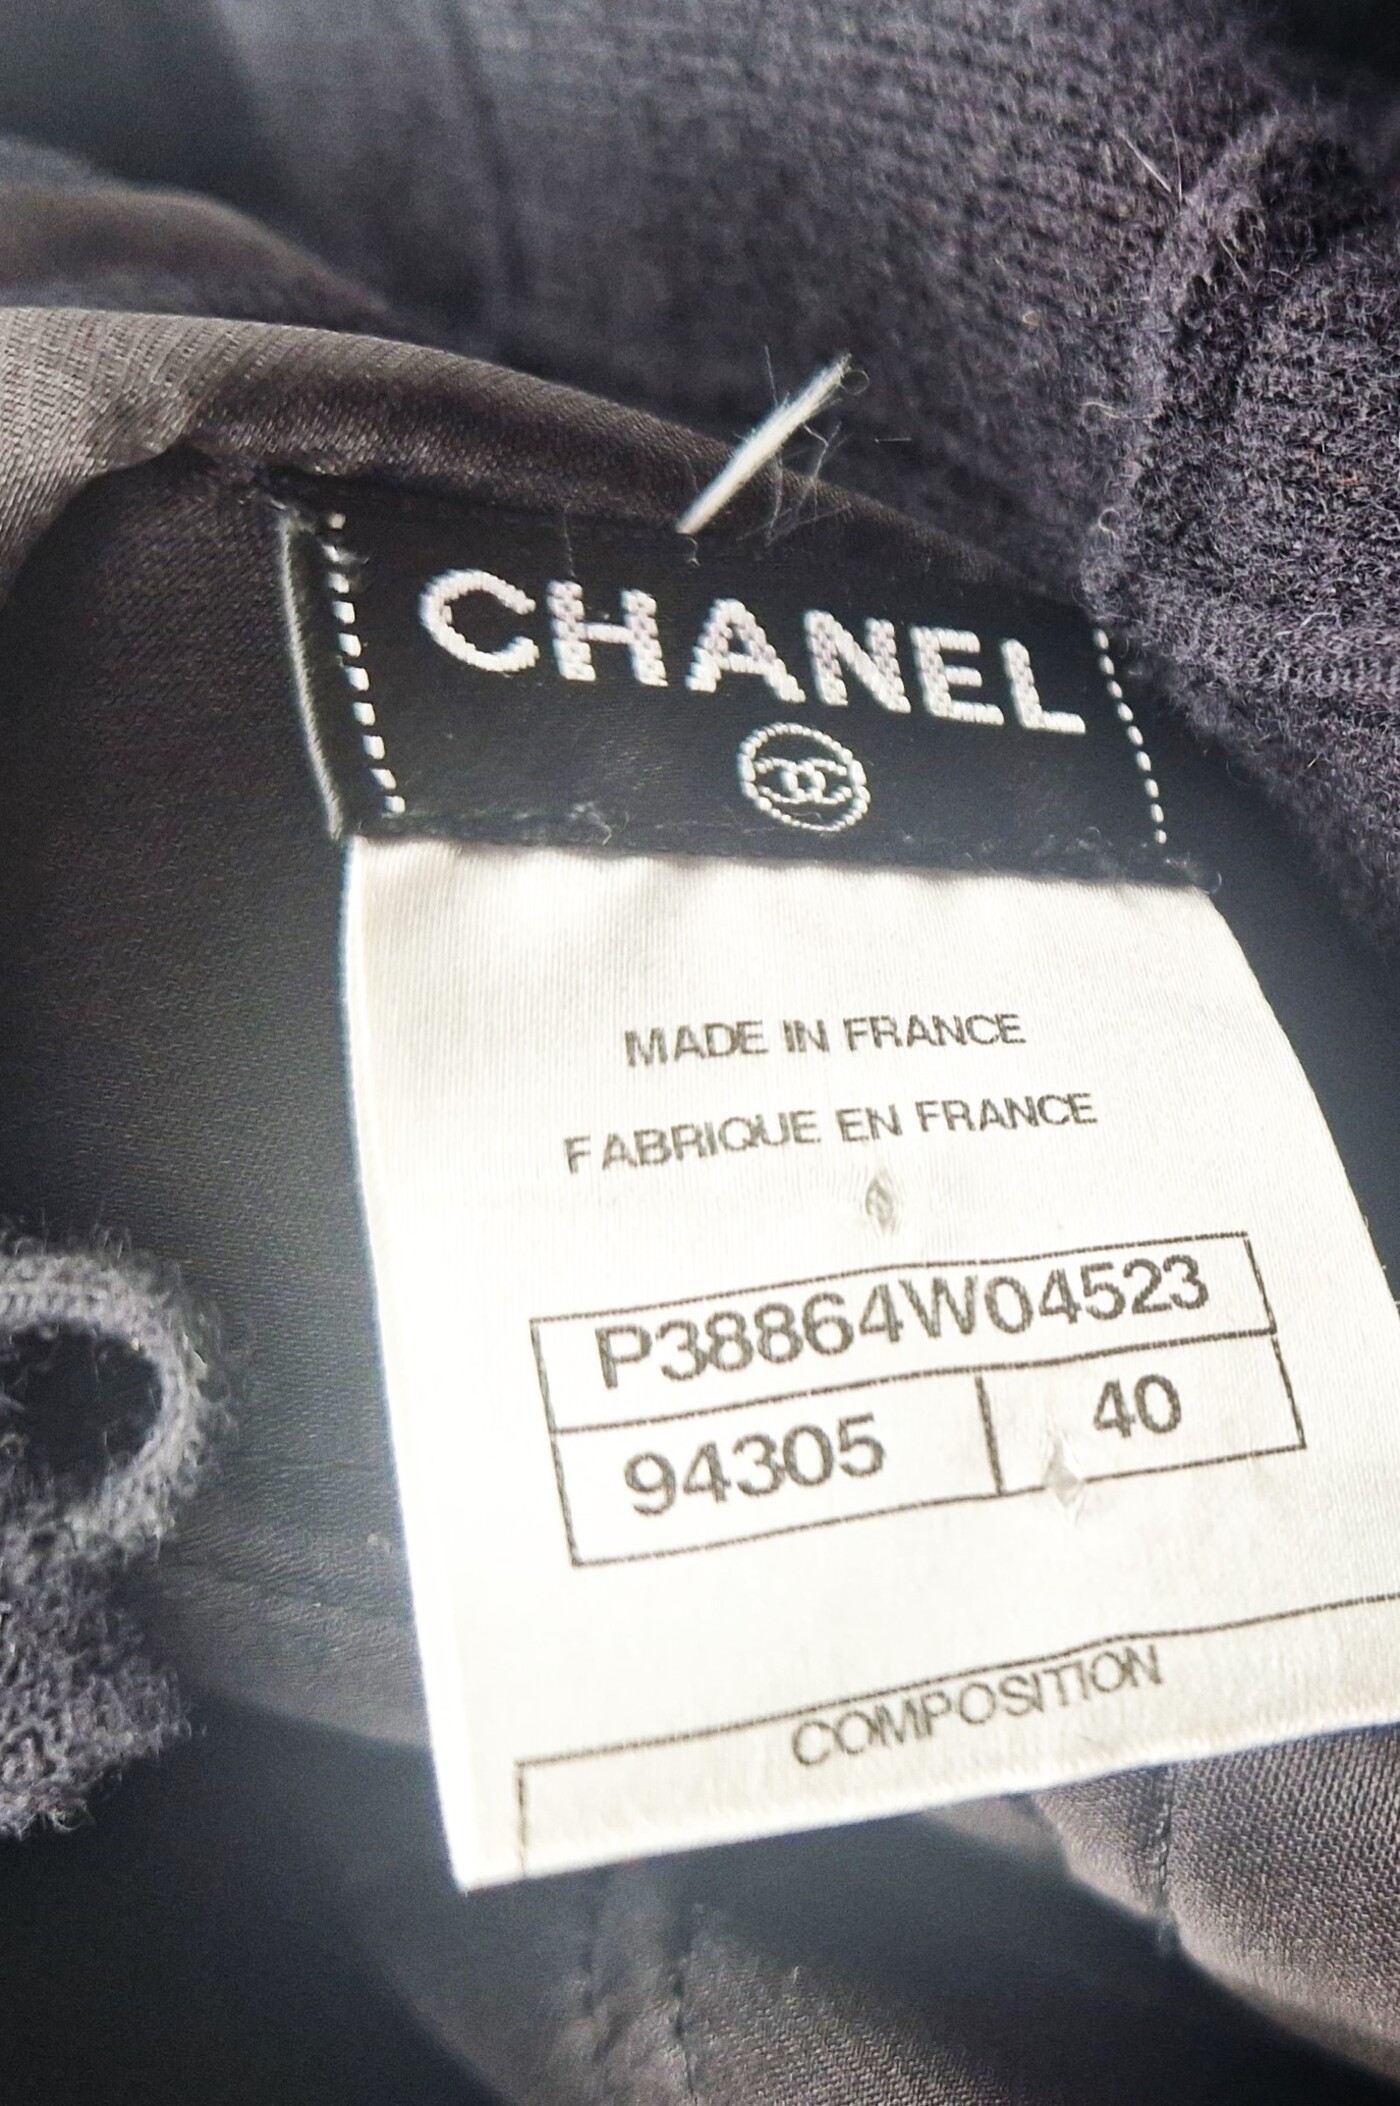 CHANEL
MADE IN FRANCE
FABRIQUE EN FRANCE
P38864W04523
94305 40
COMPOSITION